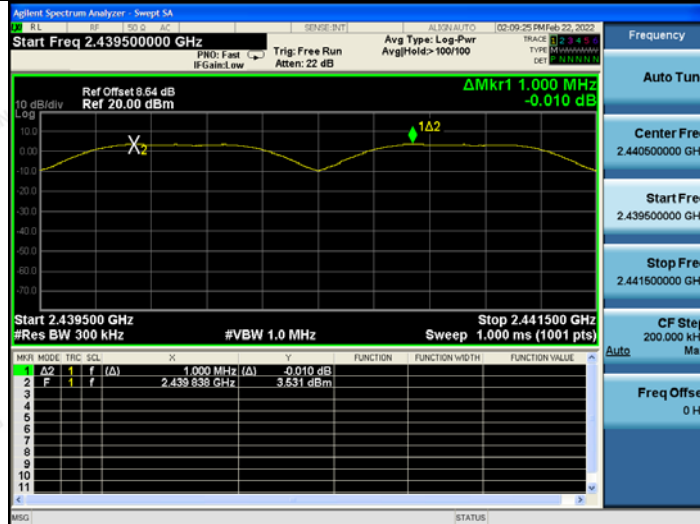 Agilent Spectrum Analyzer - Swept SA
RL RF 50 Ω AC SENSE:INT ALIGNAUTO 02:09:25 PM Feb 22, 2022
Start Freq 2.439500000 GHz
PNO: Fast
IFGain:Low
Trig: Free Run
Atten: 22 dB
Avg Type: Log-Pwr
Avg|Hold:> 100/100
TRACE 1 2 3 4 5 6
TYPE M
DET P N N N N N
Frequency
Ref Offset 8.64 dB
10 dB/div Ref 20.00 dBm
Log
ΔMkr1 1.000 MHz
-0.010 dB
10.0
0.00
-10.0
-20.0
-30.0
-40.0
-50.0
-60.0
-70.0
X2
1Δ2
Start 2.439500 GHz Stop 2.441500 GHz
#Res BW 300 kHz #VBW 1.0 MHz Sweep 1.000 ms (1001 pts)
MKR MODE TRC SCL X Y FUNCTION FUNCTION WIDTH FUNCTION VALUE
1 Δ2 1 f (Δ) 1.000 MHz (Δ) -0.010 dB
2 F 1 f 2.439 838 GHz 3.531 dBm
3
4
5
6
7
8
9
10
11
MSG STATUS
Auto Tun
Center Fre
2.440500000 GH
Start Fre
2.439500000 GH
Stop Fre
2.441500000 GH
CF Step
200.000 kH
Auto Ma
Freq Offse
0 H